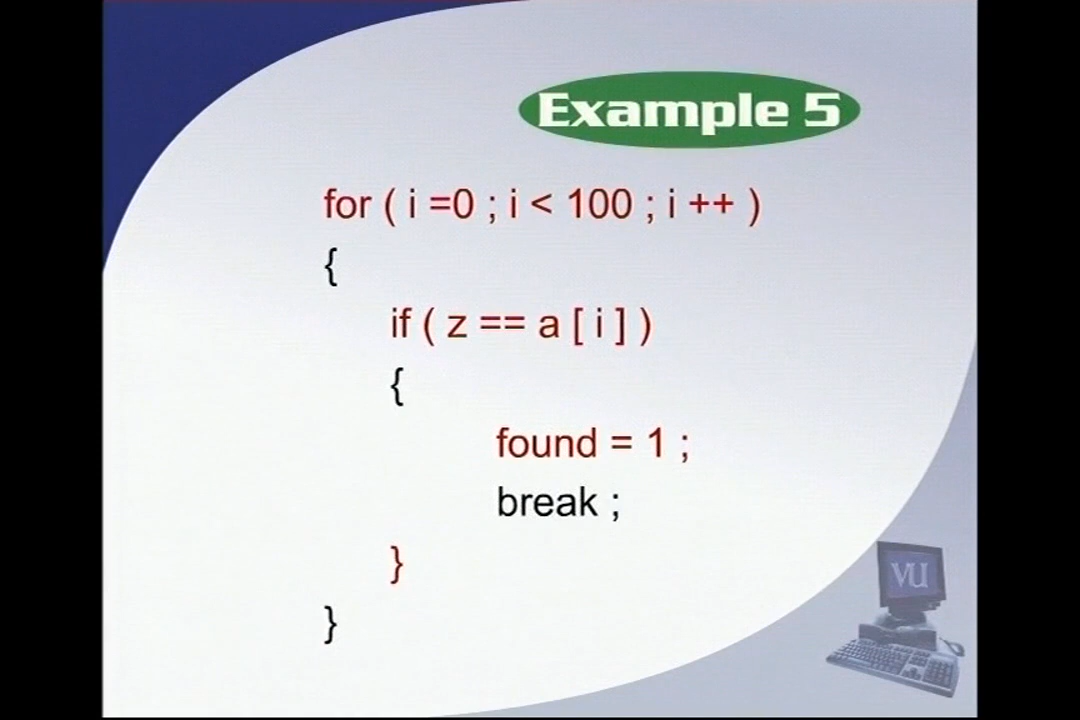 Example 5
for ( i =0 ; i < 100 ; i ++ )
{
if ( z == a [ i ] )
{
found = 1 ;
break ;
}
}
VU